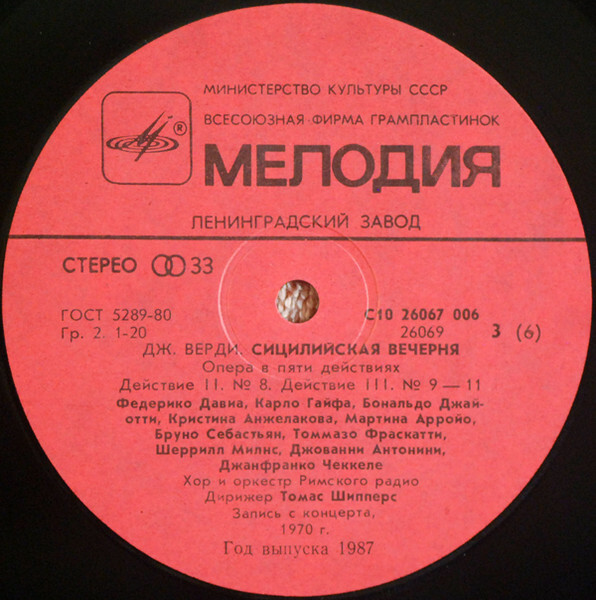 МИНИСТЕРСТВО КУЛЬТУРЫ СССР
ВСЕСОЮЗНАЯ ФИРМА ГРАМПЛАСТИНОК
®
МЕЛОДИЯ
ЛЕНИНГРАДСКИЙ ЗАВОД
СТЕРЕО 33
ГОСТ 5289-80 С10 26067 006
Гр. 2. 1-20 26069 3 (6)
ДЖ. ВЕРДИ. СИЦИЛИЙСКАЯ ВЕЧЕРНЯ
Опера в пяти действиях
Действие II. № 8. Действие III. № 9 — 11
Федерико Давиа, Карло Гайфа, Бональдо Джай-
отти, Кристина Анжелакова, Мартина Арройо,
Бруно Себастьян, Томмазо Фраскатти,
Шеррилл Милнс, Джованни Антонини,
Джанфранко Чеккеле
Хор и оркестр Римского радио
Дирижер Томас Шипперс
Запись с концерта,
1970 г.
Год выпуска 1987